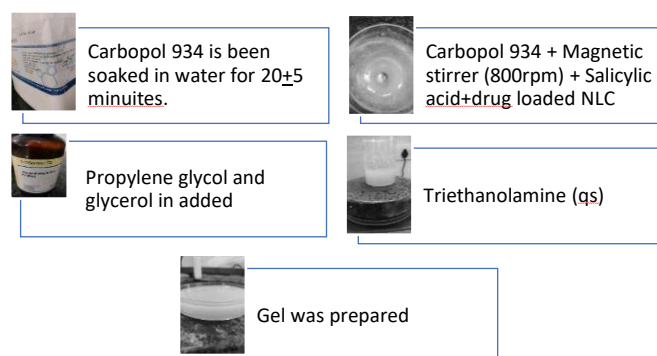 Carbopol 934 is been
soaked in water for 20+5
minuites.
Carbopol 934 + Magnetic
stirrer (800rpm) + Salicylic
acid+drug loaded NLC
Propylene glycol and
glycerol in added
Triethanolamine (qs)
Gel was prepared